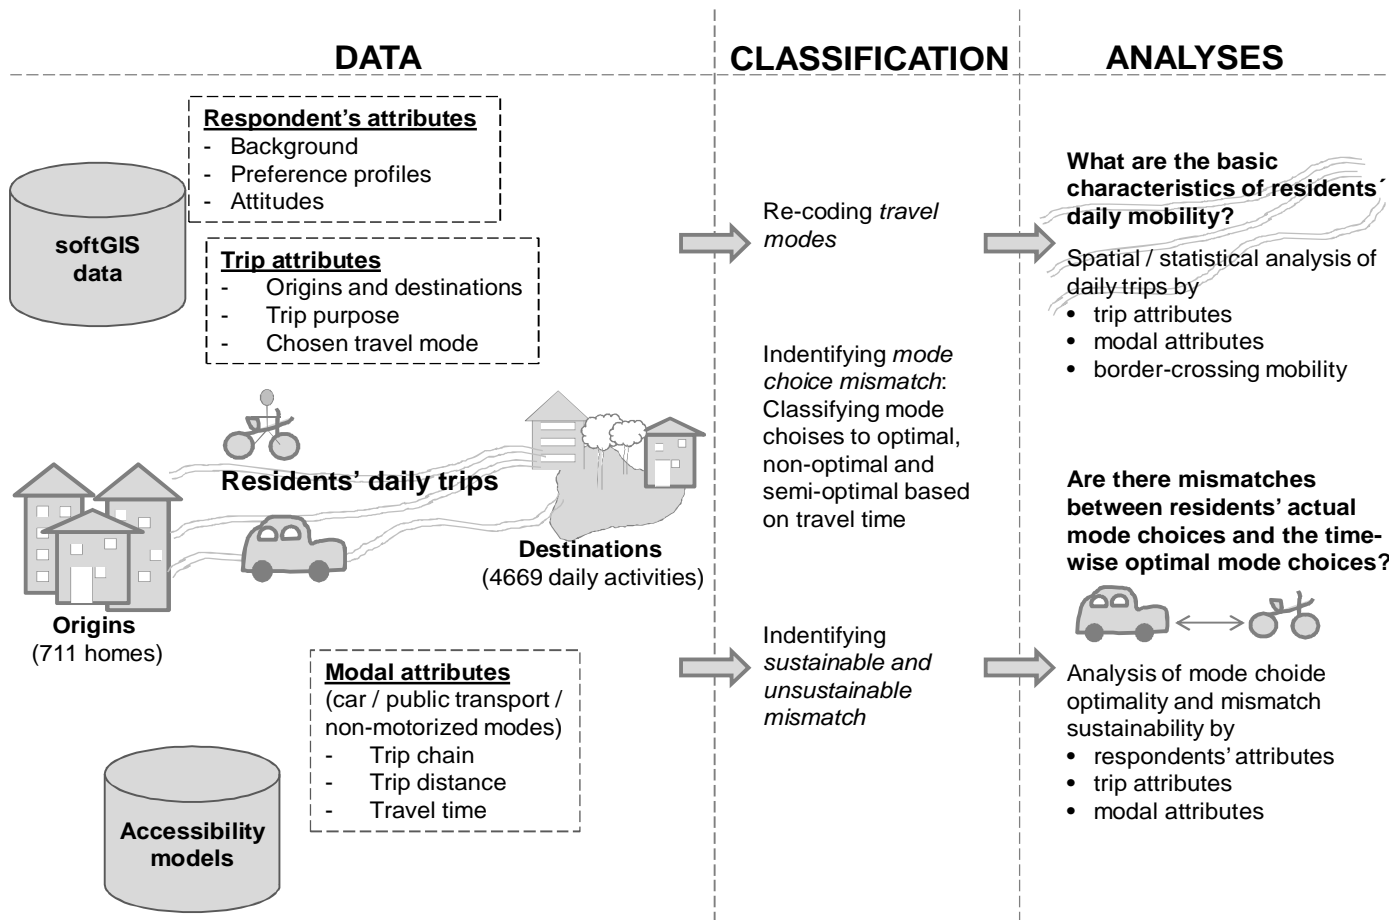 DATA
CLASSIFICATION
ANALYSES
Respondent's attributes
- Background
- Preference profiles
- Attitudes
softGIS
data
Trip attributes
- Origins and destinations
- Trip purpose
- Chosen travel mode
Residents' daily trips
Origins
(711 homes)
Destinations
(4669 daily activities)
Modal attributes
(car / public transport /
non-motorized modes)
- Trip chain
- Trip distance
- Travel time
Accessibility
models
Re-coding travel
modes
Indentifying mode
choice mismatch:
Classifying mode
choises to optimal,
non-optimal and
semi-optimal based
on travel time
Indentifying
sustainable and
unsustainable
mismatch
What are the basic
characteristics of residents´
daily mobility?
Spatial / statistical analysis of
daily trips by
• trip attributes
• modal attributes
• border-crossing mobility
Are there mismatches
between residents' actual
mode choices and the time-
wise optimal mode choices?
Analysis of mode choide
optimality and mismatch
sustainability by
• respondents' attributes
• trip attributes
• modal attributes